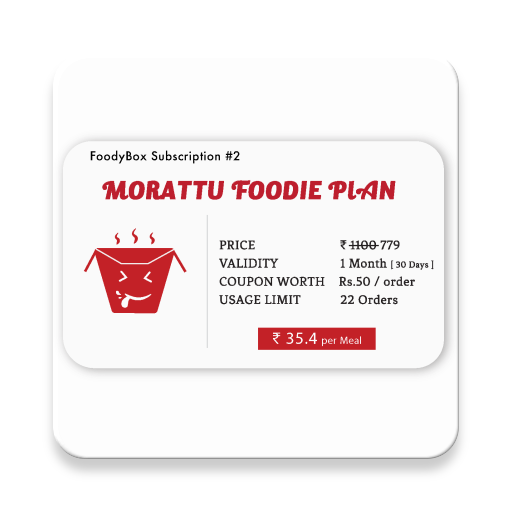 FoodyBox Subscription #2
MORATTU FOODIE PLAN
PRICE ₹ 1100 779
VALIDITY 1 Month [ 30 Days ]
COUPON WORTH Rs.50 / order
USAGE LIMIT 22 Orders
₹ 35.4 per Meal